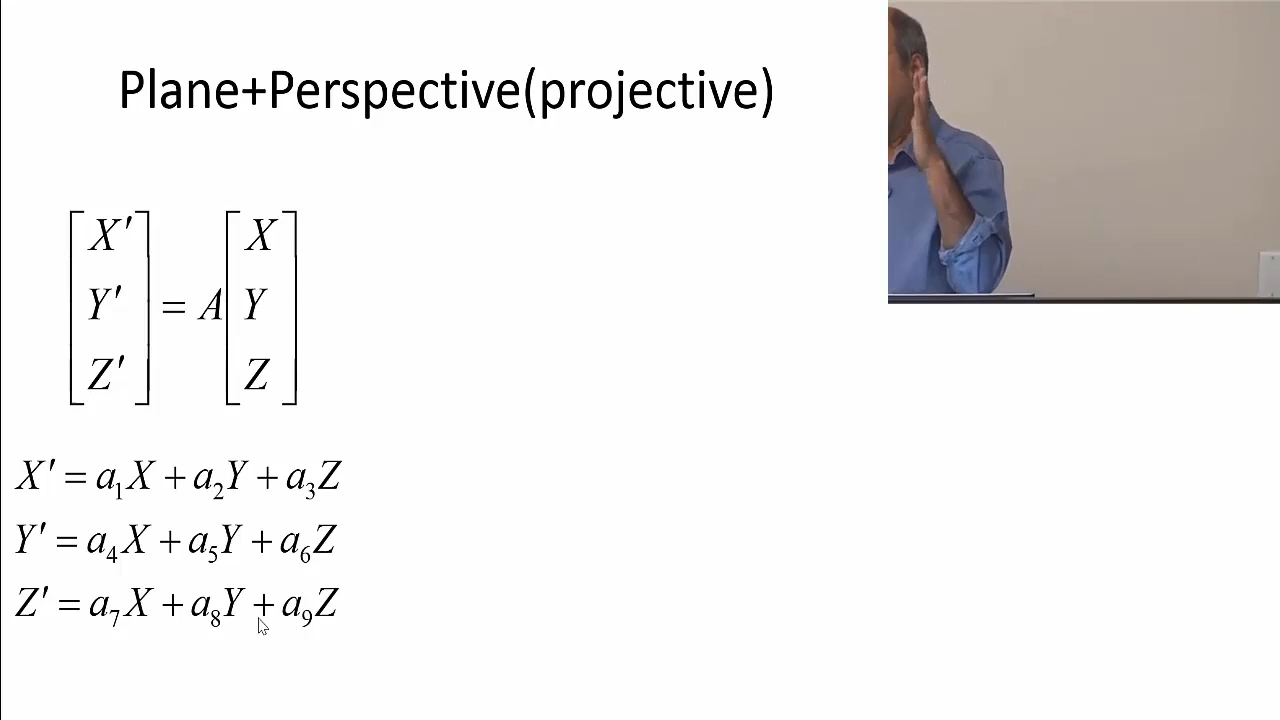 Plane+Perspective(projective)
[X′ Y′ Z′] = A [X Y Z]
X′ = a₁X + a₂Y + a₃Z
Y′ = a₄X + a₅Y + a₆Z
Z′ = a₇X + a₈Y + a₉Z